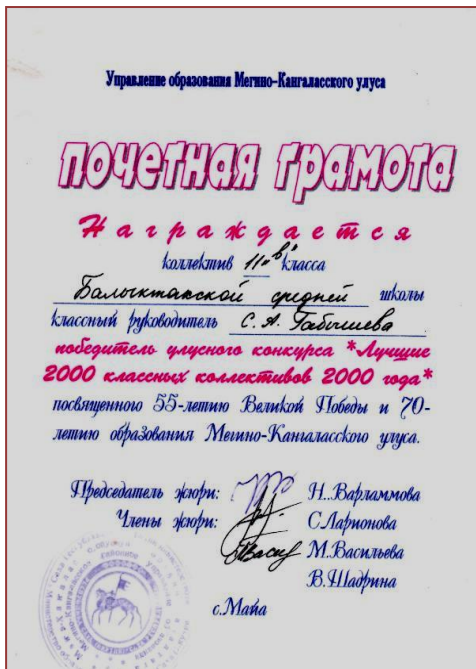 Управление образования Мегино-Кангаласского улуса
почетная грамота
Награждается
коллектив 11 "в" класса
Балыктахской средней школы
классный руководитель С. А. Габышева
победитель улусного конкурса *Лучшие
2000 классных коллективов 2000 года*
посвященного 55-летию Великой Победы и 70-
летию образования Мегино-Кангаласского улуса.
Председатель жюри: Н..Варламмова
Члены жюри: С.Ларионова
М.Васильева
В.Шадрина
с.Майа